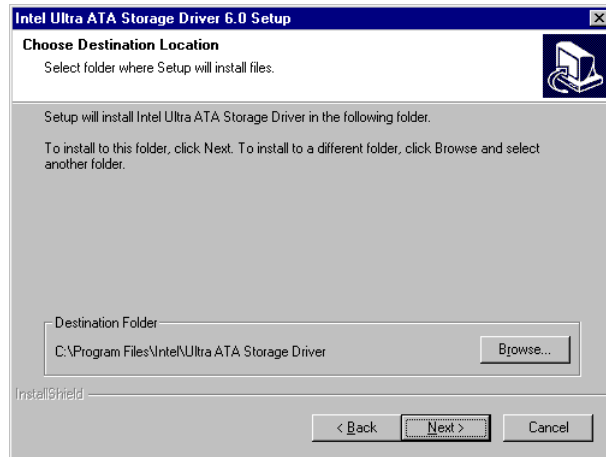 Intel Ultra ATA Storage Driver 6.0 Setup
Choose Destination Location
Select folder where Setup will install files.
Setup will install Intel Ultra ATA Storage Driver in the following folder.
To install to this folder, click Next. To install to a different folder, click Browse and select
another folder.
Destination Folder
C:\Program Files\Intel\Ultra ATA Storage Driver
Browse...
InstallShield
< Back
Next >
Cancel